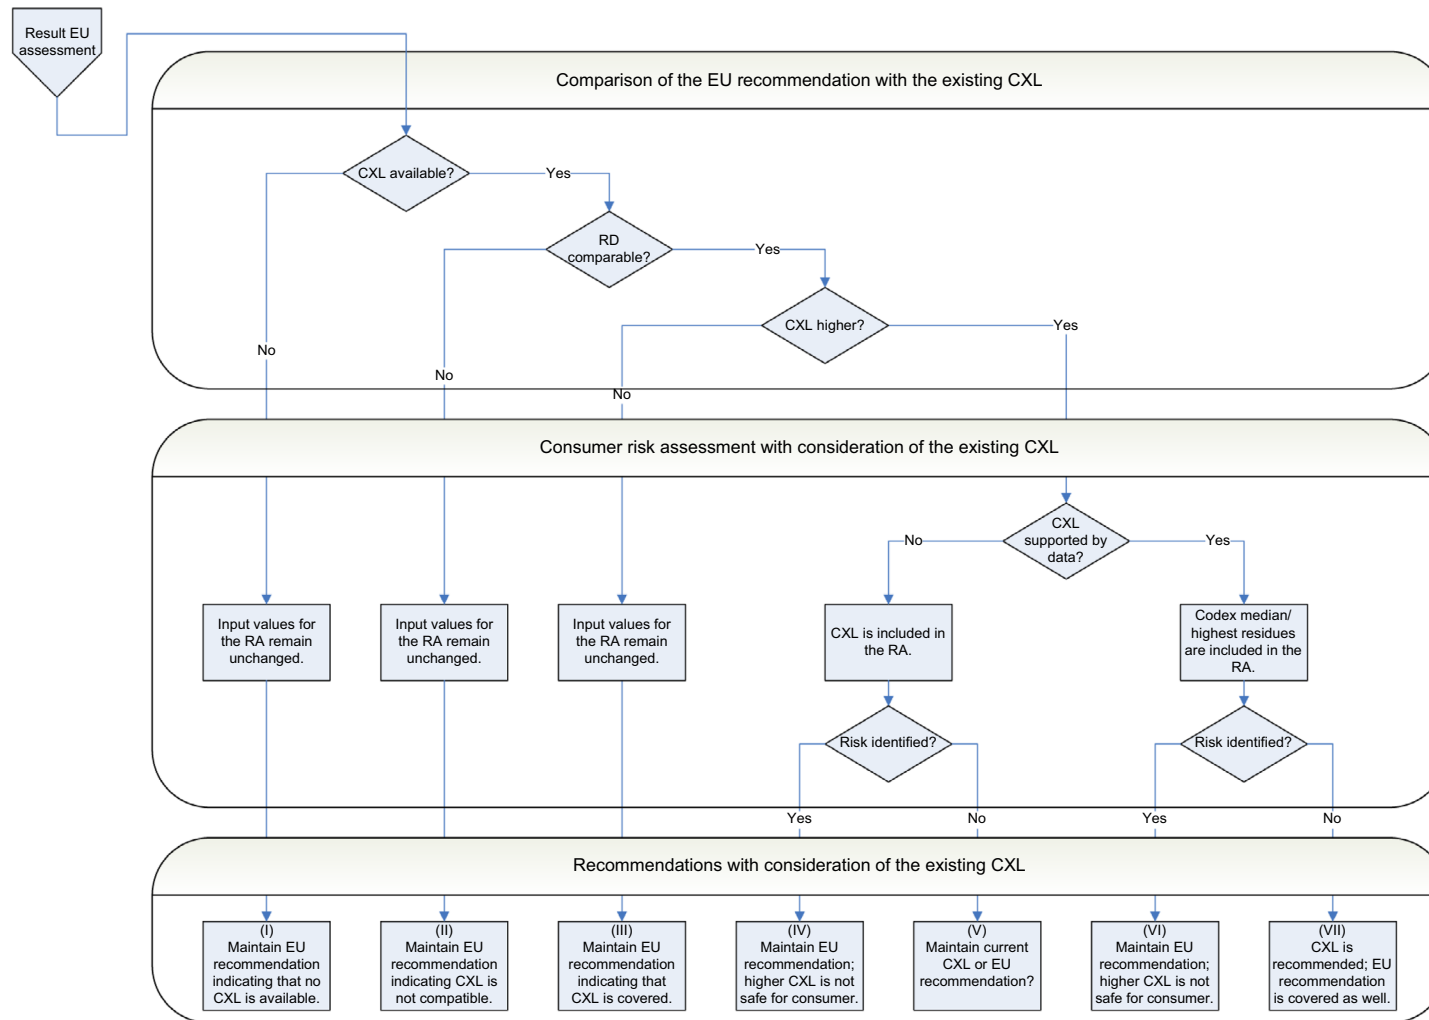 Result EU
assessment
Comparison of the EU recommendation with the existing CXL
CXL available?
Yes
RD
comparable?
Yes
CXL higher?
Yes
No
No
No
Consumer risk assessment with consideration of the existing CXL
CXL
supported by
data?
No
Yes
Input values for
the RA remain
unchanged.
Input values for
the RA remain
unchanged.
Input values for
the RA remain
unchanged.
CXL is included in
the RA.
Codex median/
highest residues
are included in the
RA.
Risk identified?
Risk identified?
Yes
No
Yes
No
Recommendations with consideration of the existing CXL
(I)
Maintain EU
recommendation
indicating that no
CXL is available.
(II)
Maintain EU
recommendation
indicating CXL is
not compatible.
(III)
Maintain EU
recommendation
indicating that
CXL is covered.
(IV)
Maintain EU
recommendation;
higher CXL is not
safe for consumer.
(V)
Maintain current
CXL or EU
recommendation?
(VI)
Maintain EU
recommendation;
higher CXL is not
safe for consumer.
(VII)
CXL is
recommended; EU
recommendation
is covered as well.